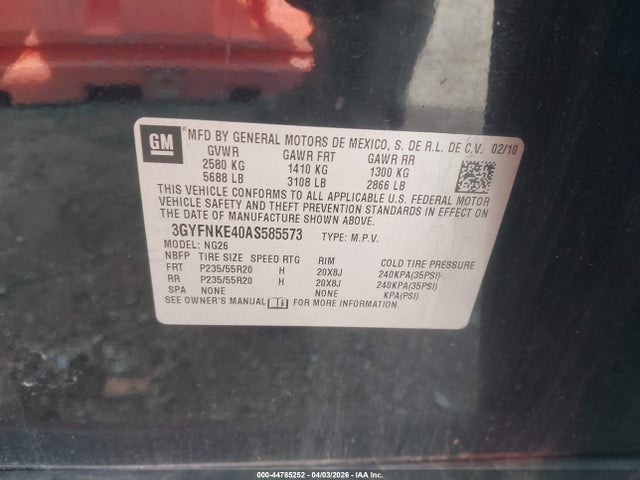 GM
® MFD BY GENERAL MOTORS DE MEXICO, S. DE R.L. DE C.V. 02/10
GVWR GAWR FRT GAWR RR
2580 KG 1410 KG 1300 KG
5688 LB 3108 LB 2866 LB
THIS VEHICLE CONFORMS TO ALL APPLICABLE U.S. FEDERAL MOTOR
VEHICLE SAFETY AND THEFT PREVENTION STANDARDS IN EFFECT ON
THE DATE OF MANUFACTURE SHOWN ABOVE.
3GYFNKE40AS585573 TYPE: M.P.V.
MODEL: NG26
NBFP TIRE SIZE SPEED RTG RIM COLD TIRE PRESSURE
FRT P235/55R20 H 20X8J 240KPA(35PSI)
RR P235/55R20 H 20X8J 240KPA(35PSI)
SPA NONE NONE KPA(PSI)
SEE OWNER'S MANUAL FOR MORE INFORMATION.
000-44785252 | 04/03/2026 | IAA Inc.